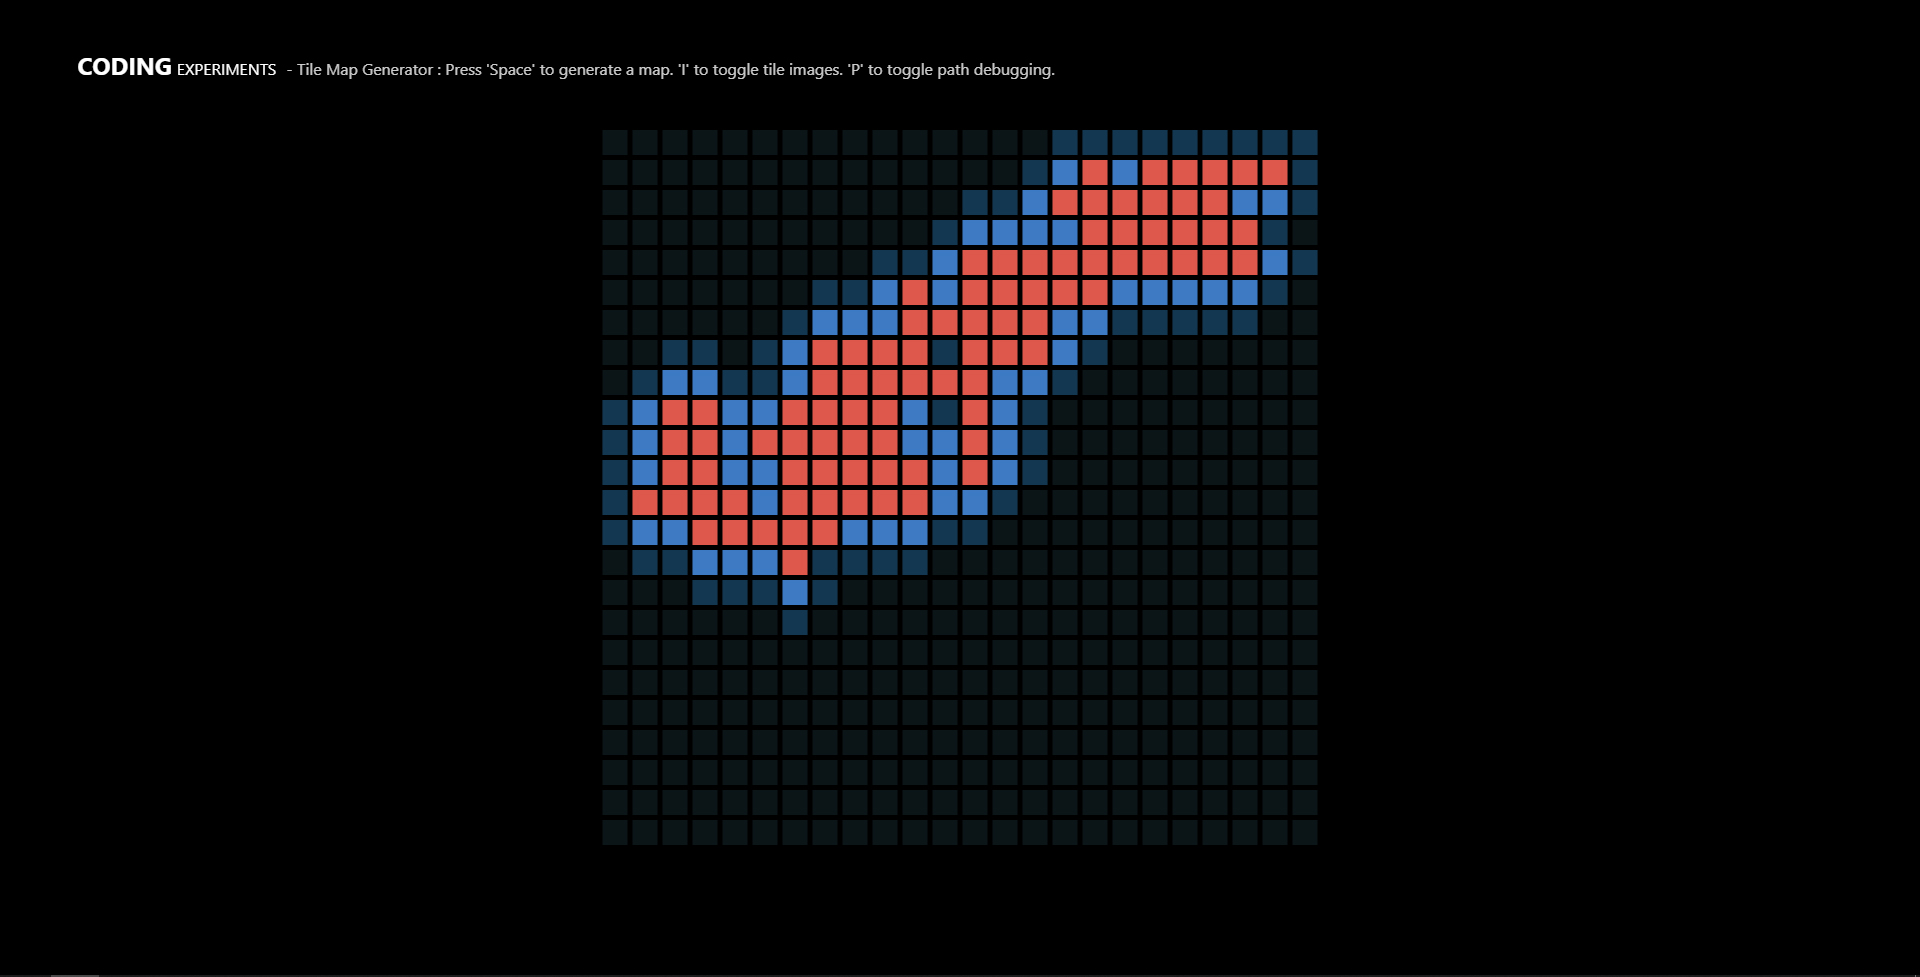 CODING EXPERIMENTS - Tile Map Generator : Press 'Space' to generate a map. 'I' to toggle tile images. 'P' to toggle path debugging.